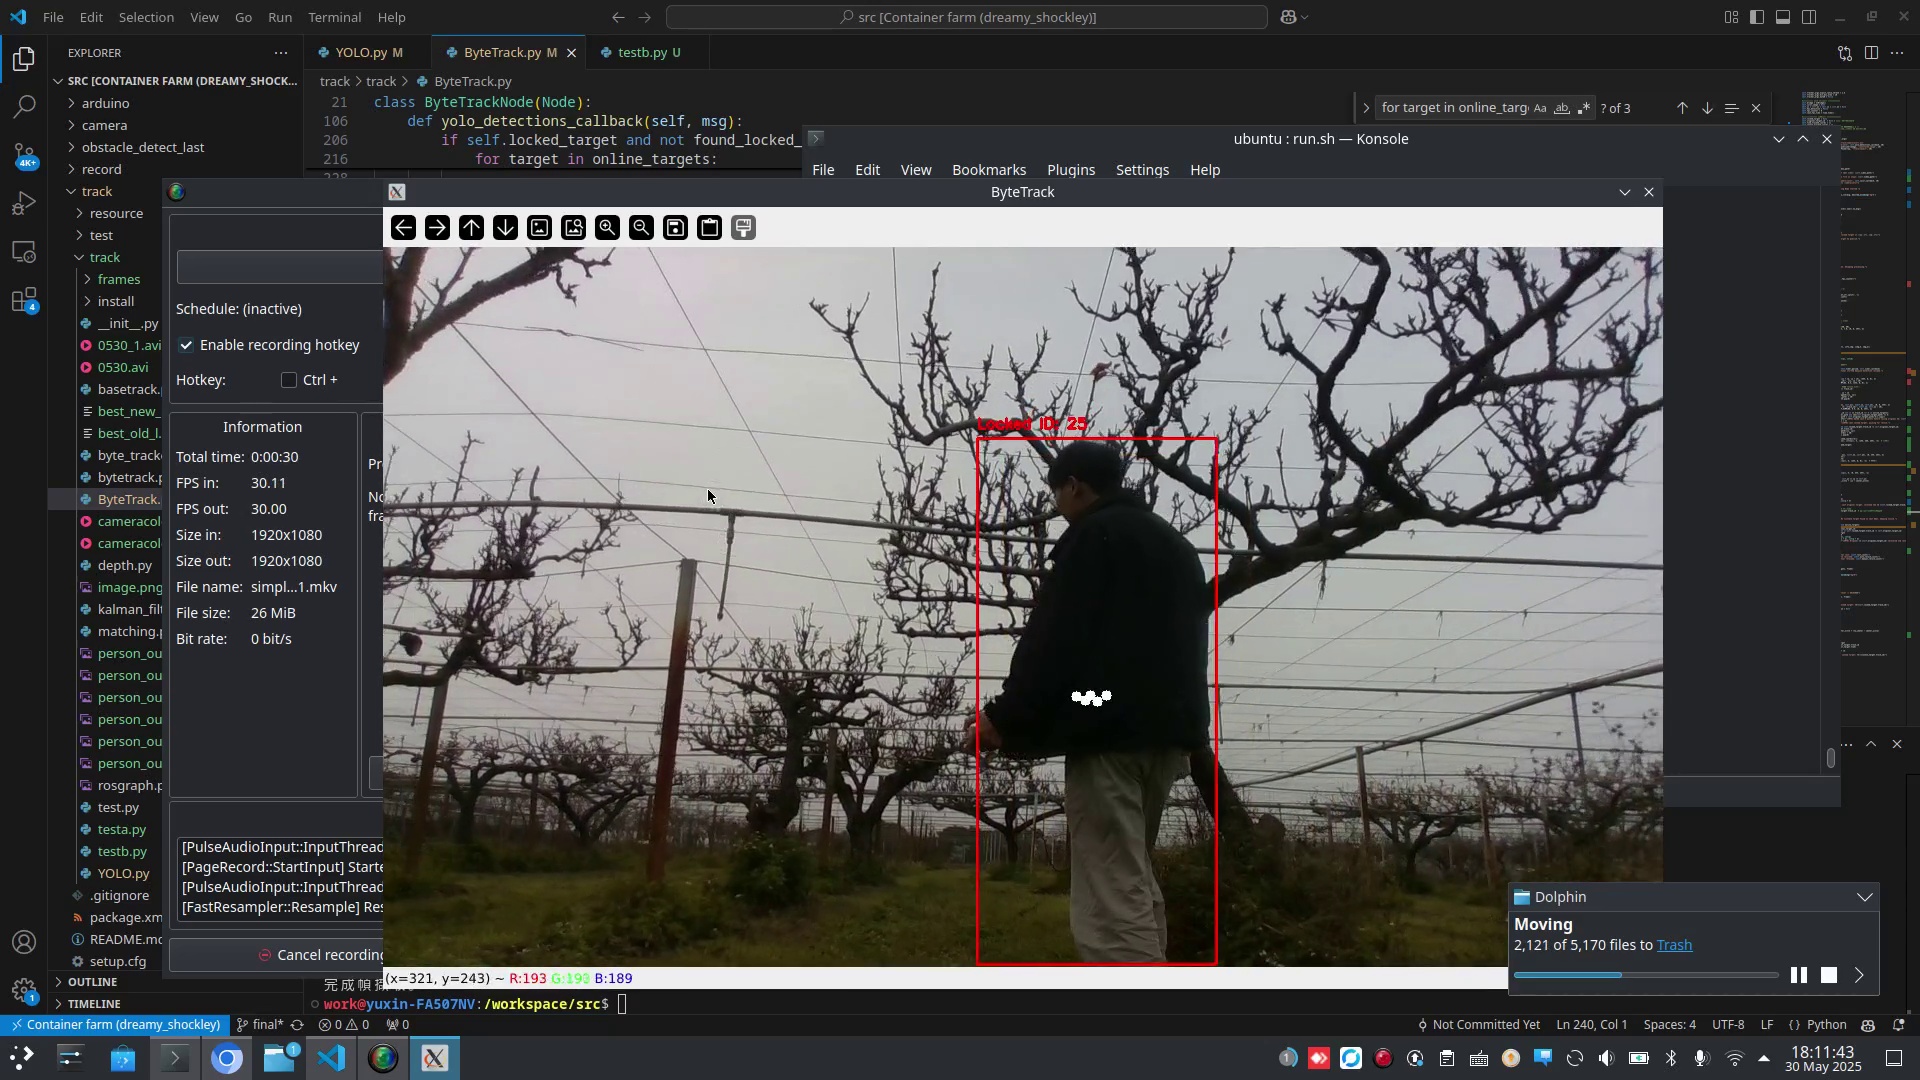 File Edit Selection View Go Run Terminal Help
src [Container farm (dreamy_shockley)]
EXPLORER
YOLO.py M
ByteTrack.py M
testb.py U
SRC [CONTAINER FARM (DREAMY_SHOCK...
track > track > ByteTrack.py
arduino
camera
obstacle_detect_last
record
track
resource
test
track
frames
install
__init__.py
0530_1.avi
0530.avi
basetrack.
best_new_
best_old_l.
byte_track
bytetrack.p
ByteTrack.
cameracol
cameracol
depth.py
image.png
kalman_filt
matching.p
person_ou
person_ou
person_ou
person_ou
person_ou
person_ou
rosgraph.p
test.py
testa.py
testb.py
YOLO.py
.gitignore
package.xm
README.md
setup.cfg
OUTLINE
TIMELINE
21 class ByteTrackNode(Node):
106 def yolo_detections_callback(self, msg):
206 if self.locked_target and not found_locked_
216 for target in online_targets:
for target in online_targ
Aa ab
? of 3
ubuntu : run.sh — Konsole
File Edit View Bookmarks Plugins Settings Help
ByteTrack
Schedule: (inactive)
Enable recording hotkey
Hotkey: Ctrl +
Information
Total time: 0:00:30
FPS in: 30.11
FPS out: 30.00
Size in: 1920x1080
Size out: 1920x1080
File name: simpl...1.mkv
File size: 26 MiB
Bit rate: 0 bit/s
[PulseAudioInput::InputThread
[PageRecord::StartInput] Starte
[PulseAudioInput::InputThread
[FastResampler::Resample] Res
Cancel recording
Locked ID: 25
(x=321, y=243) ~ R:193 G:190 B:189
work@yuxin-FA507NV:/workspace/src$
Dolphin
Moving
2,121 of 5,170 files to Trash
Container farm (dreamy_shockley) final* 0 0 0
Not Committed Yet Ln 240, Col 1 Spaces: 4 UTF-8 LF {} Python
18:11:43
30 May 2025